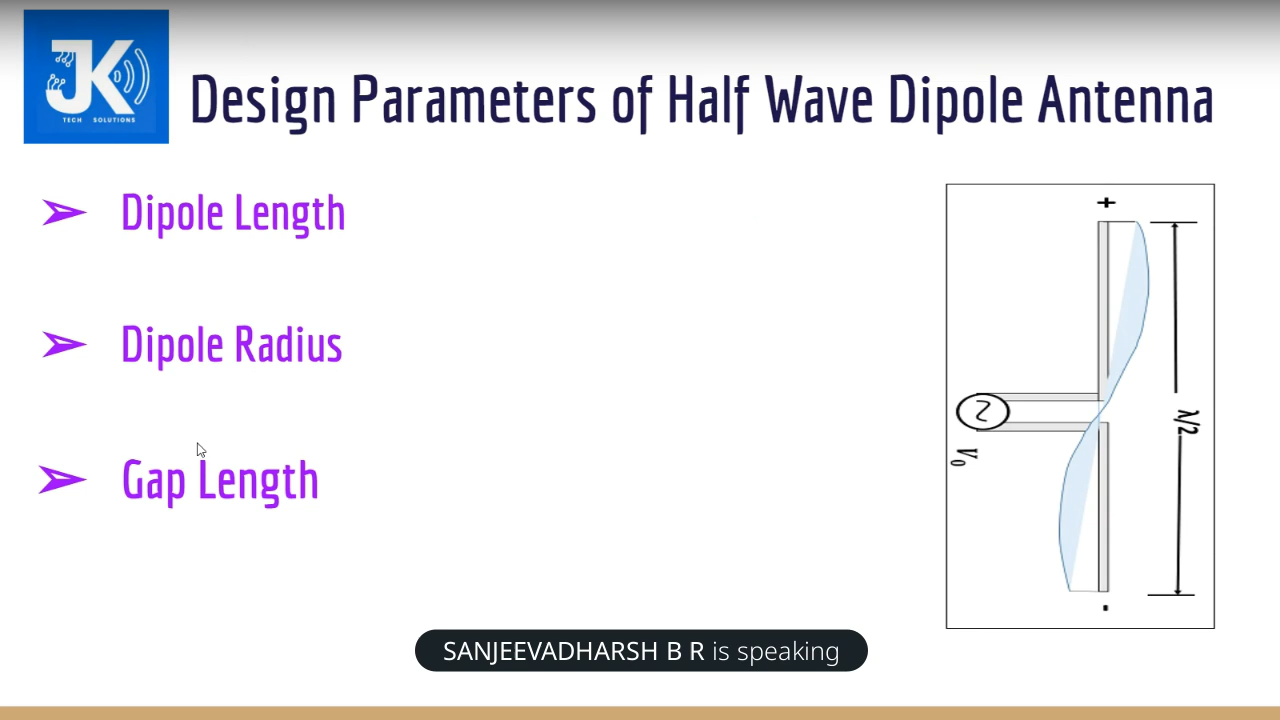 JK
TECH SOLUTIONS
Design Parameters of Half Wave Dipole Antenna
➢ Dipole Length
➢ Dipole Radius
➢ Gap Length
+
λ/2
V₀
-
SANJEEVADHARSH B R is speaking